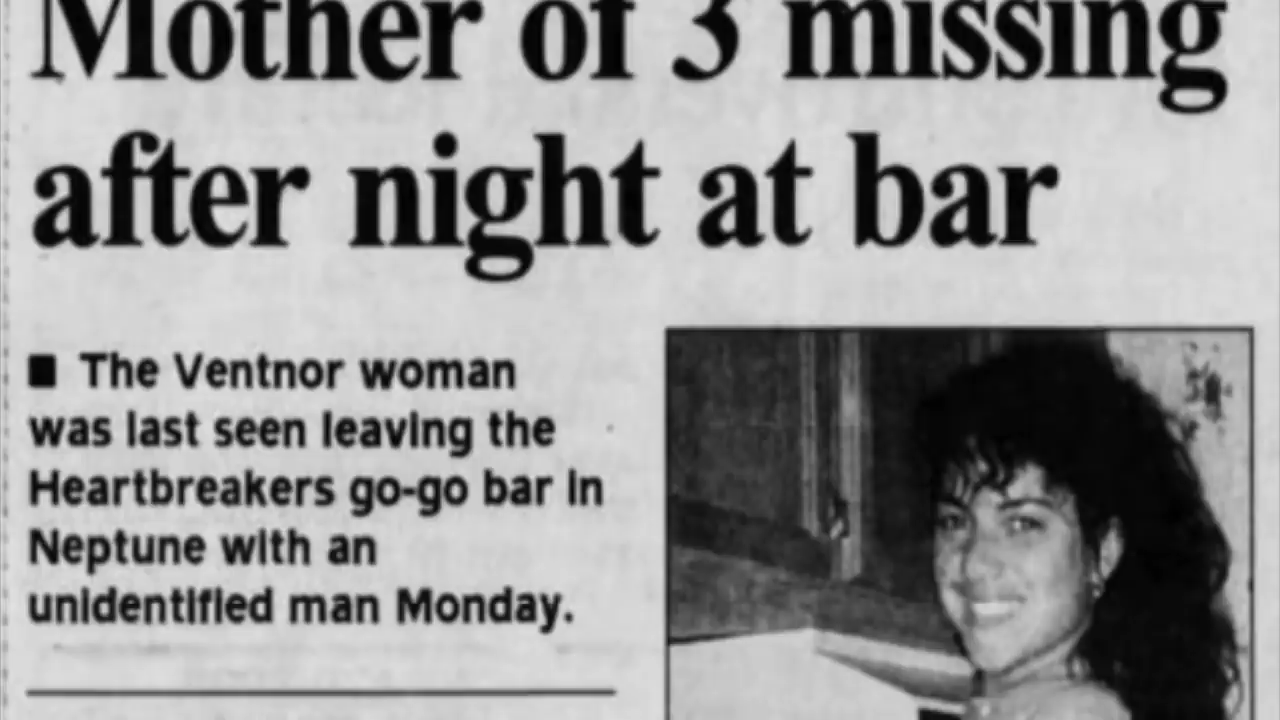 Mother of 3 missing
after night at bar
■ The Ventnor woman
was last seen leaving the
Heartbreakers go-go bar in
Neptune with an
unidentified man Monday.